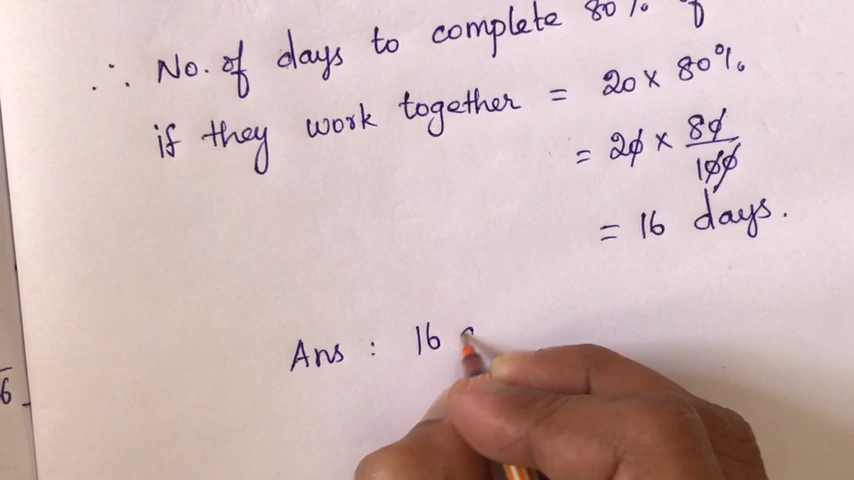 ∴ No. of days to complete 80%
if they work together = 20 x 80%
= 20 x 80/100
= 16 days.
Ans : 16
6